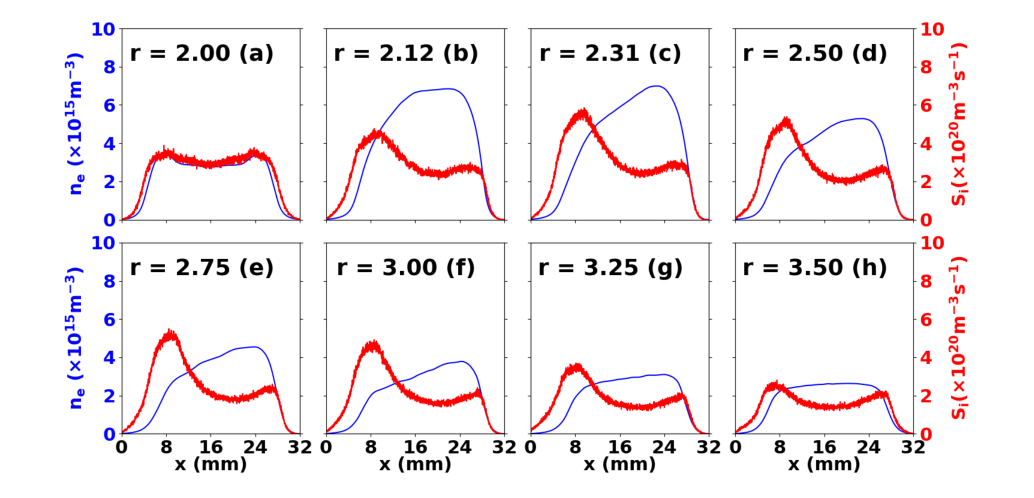 10
8
6
4
2
0
n_e (×10^15 m^−3)
r = 2.00 (a)
r = 2.12 (b)
r = 2.31 (c)
r = 2.50 (d)
10
8
6
4
2
0
S_i(×10^20 m^−3 s^−1)
10
8
6
4
2
0
n_e (×10^15 m^−3)
r = 2.75 (e)
r = 3.00 (f)
r = 3.25 (g)
r = 3.50 (h)
10
8
6
4
2
0
S_i(×10^20 m^−3 s^−1)
0 8 16 24 32 8 16 24 32 8 16 24 32 8 16 24 32
x (mm) x (mm) x (mm) x (mm)